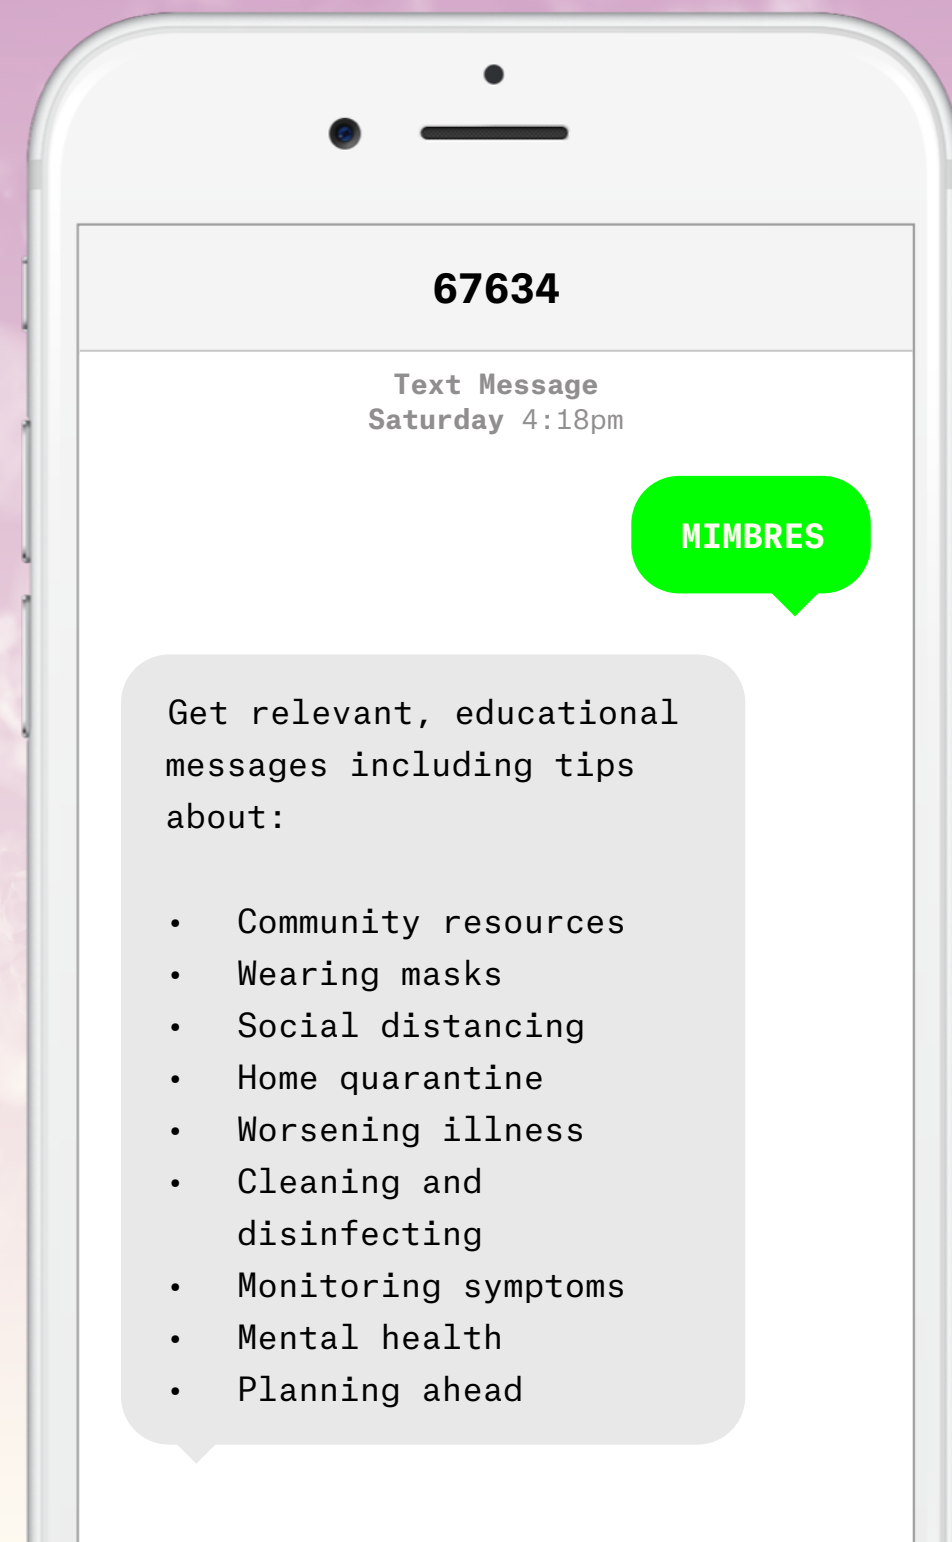 67634
Text Message
Saturday 4:18pm
MIMBRES
Get relevant, educational
messages including tips
about:
• Community resources
• Wearing masks
• Social distancing
• Home quarantine
• Worsening illness
• Cleaning and
disinfecting
• Monitoring symptoms
• Mental health
• Planning ahead